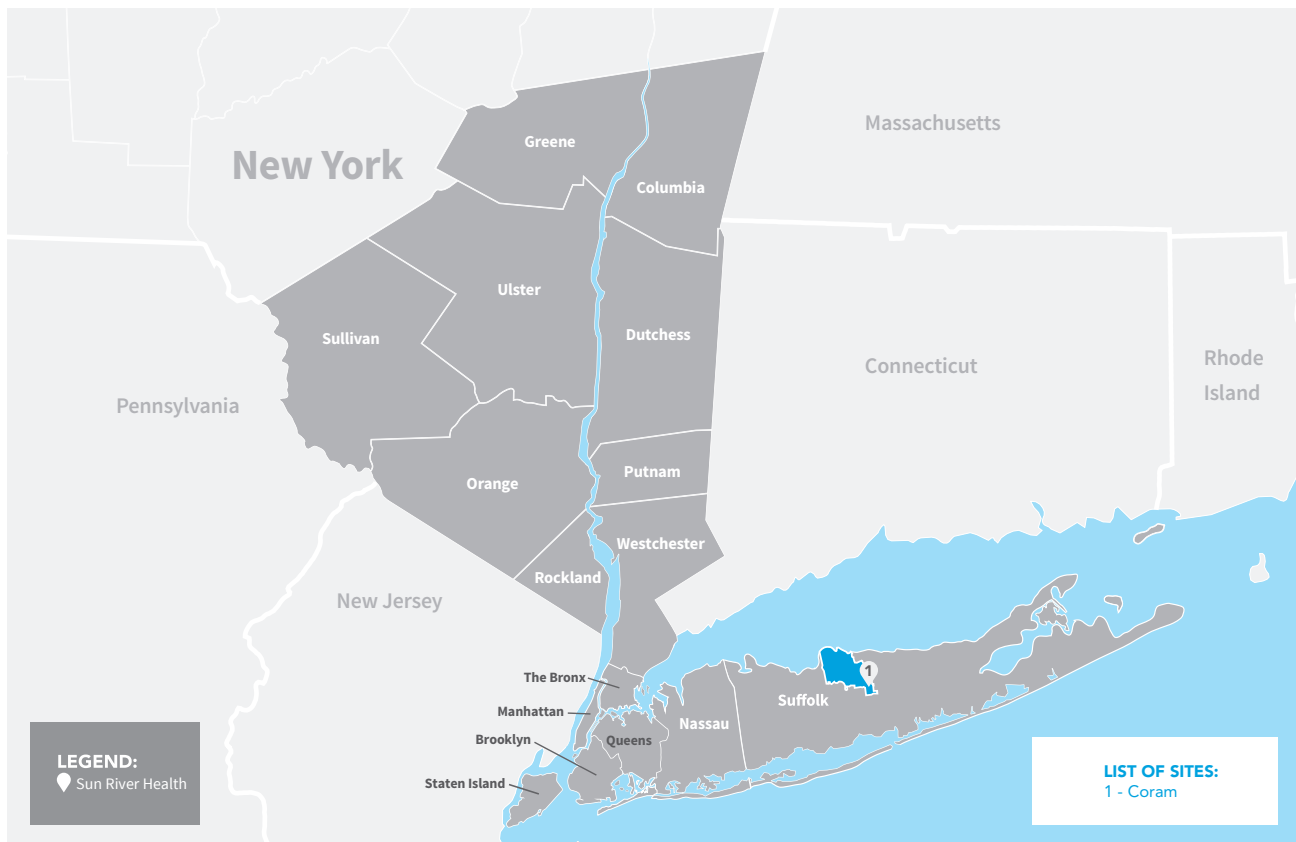 Massachusetts
New York
Greene
Columbia
Ulster
Sullivan
Dutchess
Connecticut
Rhode
Island
Pennsylvania
Putnam
Orange
Westchester
Rockland
New Jersey
The Bronx
1
Suffolk
Manhattan
Nassau
Brooklyn
Queens
Staten Island
LEGEND:
Sun River Health
LIST OF SITES:
1 - Coram